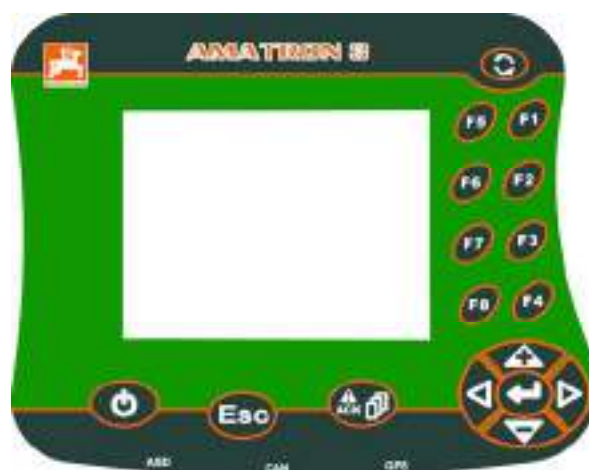 AMATRON 3
F5 F1
F6 F2
F7 F3
F8 F4
Esc
ACK
ASD CAN GPS